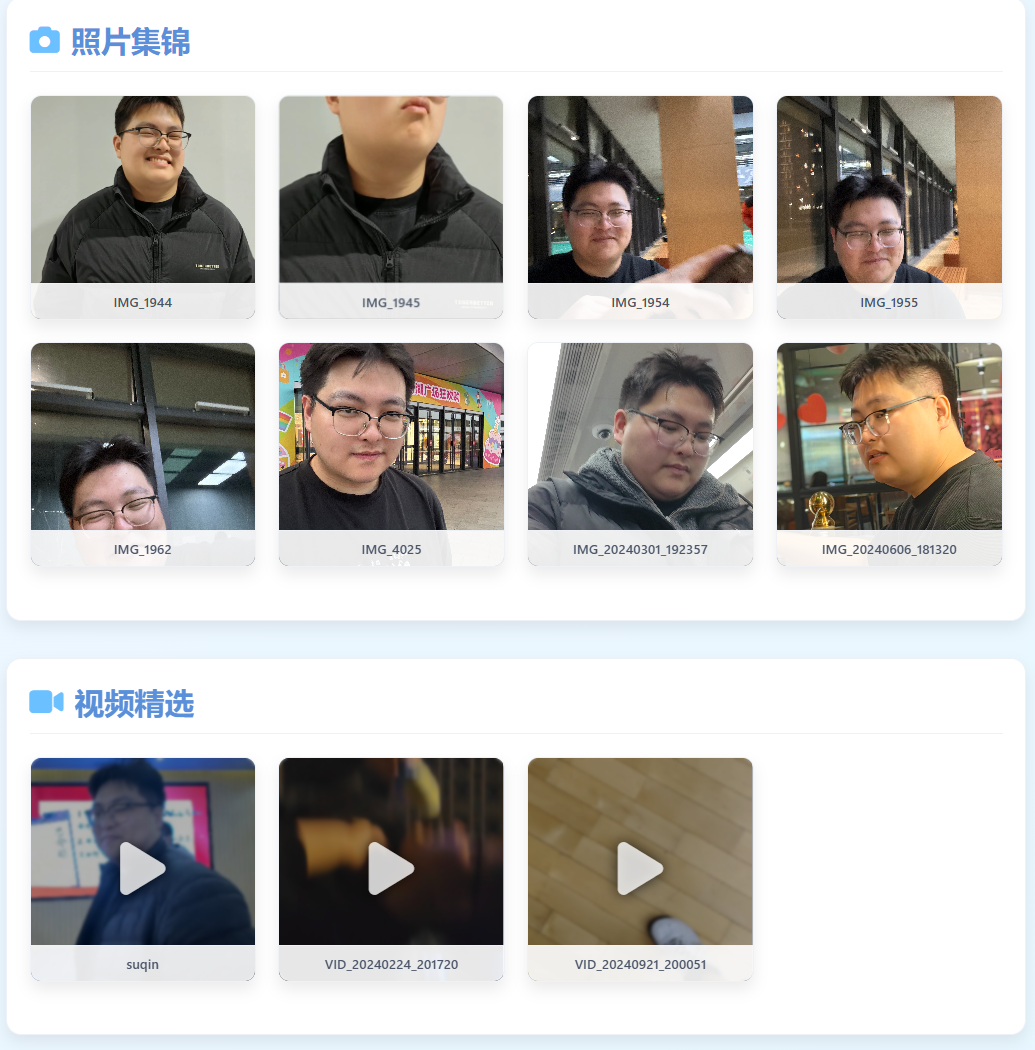 照片集锦
IMG_1944
IMG_1945
IMG_1954
IMG_1955
IMG_1962
IMG_4025
IMG_20240301_192357
IMG_20240606_181320
视频精选
suqin
VID_20240224_201720
VID_20240921_200051